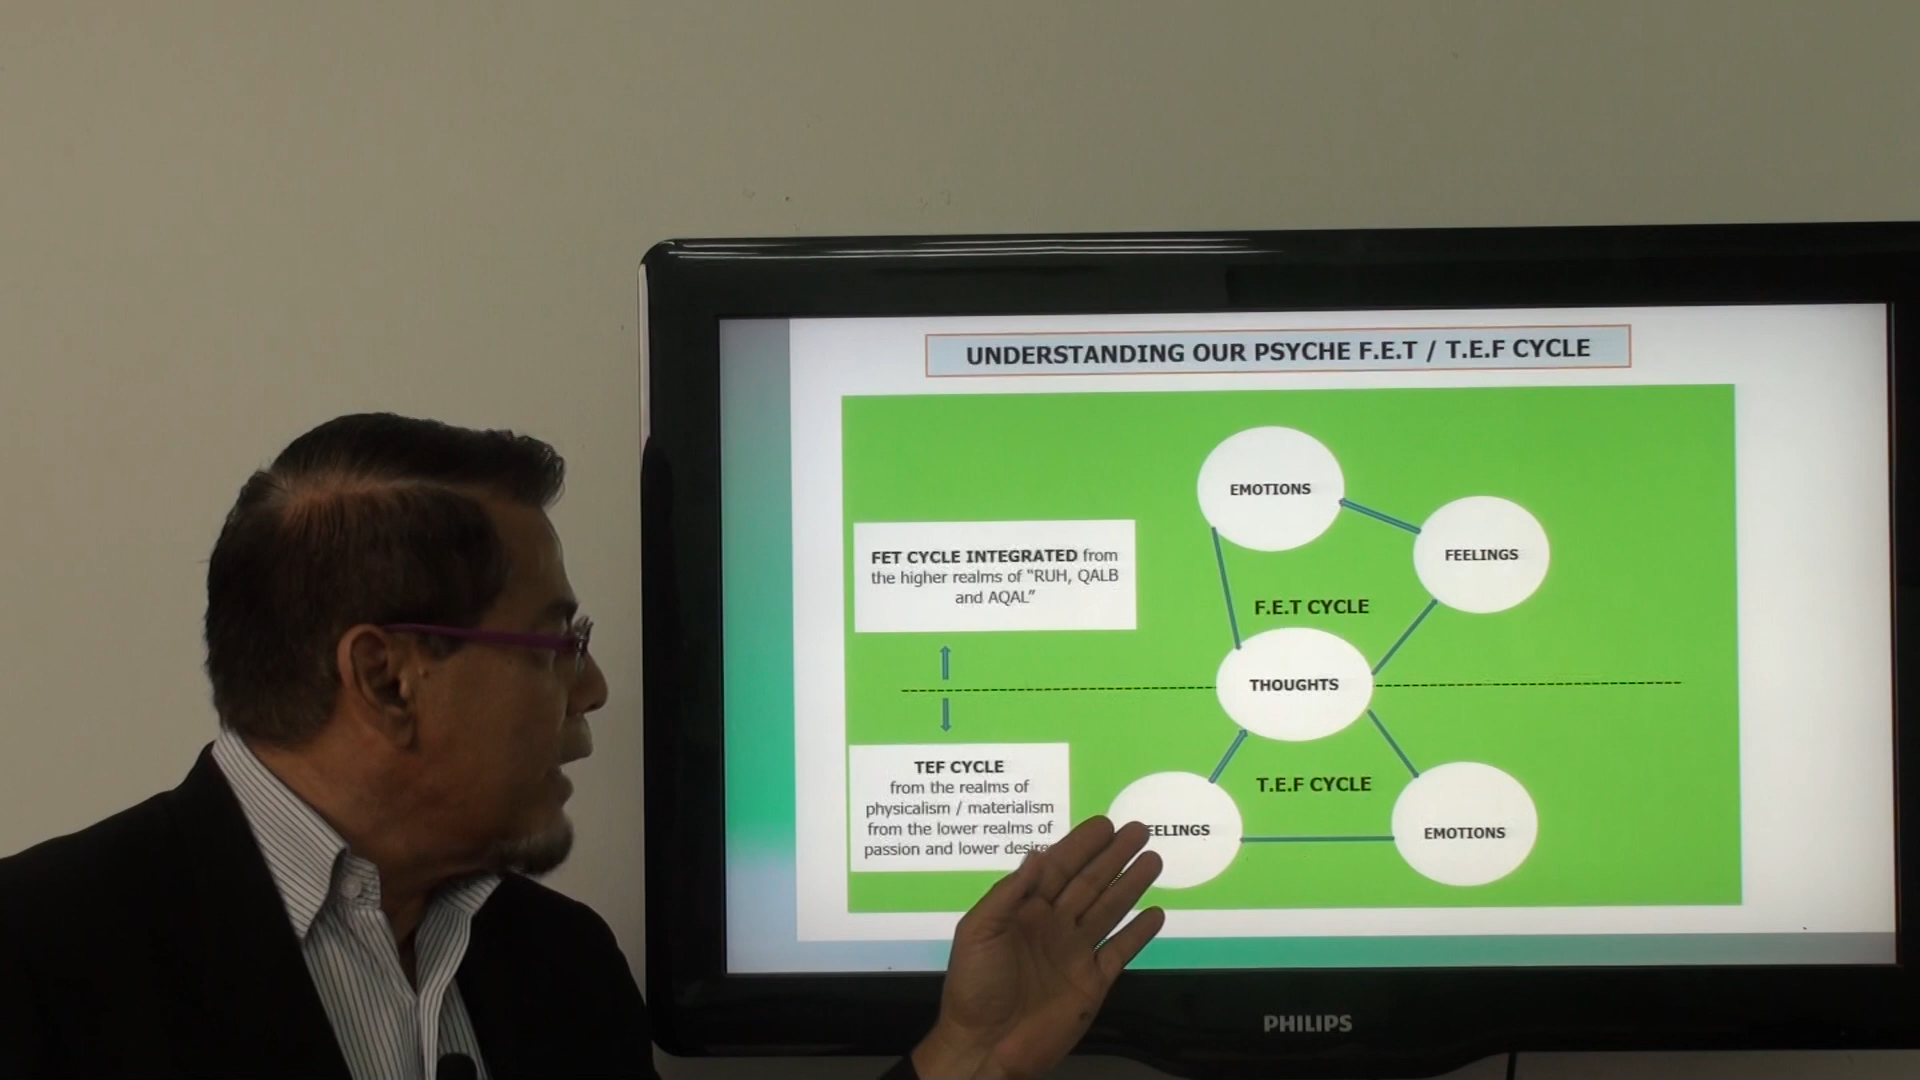 UNDERSTANDING OUR PSYCHE F.E.T / T.E.F CYCLE
EMOTIONS
FEELINGS
FET CYCLE INTEGRATED from
the higher realms of "RUH, QALB
and AQAL"
F.E.T CYCLE
THOUGHTS
TEF CYCLE
from the realms of
physicalism / materialism
from the lower realms of
passion and lower desire
T.E.F CYCLE
EELINGS
EMOTIONS
PHILIPS